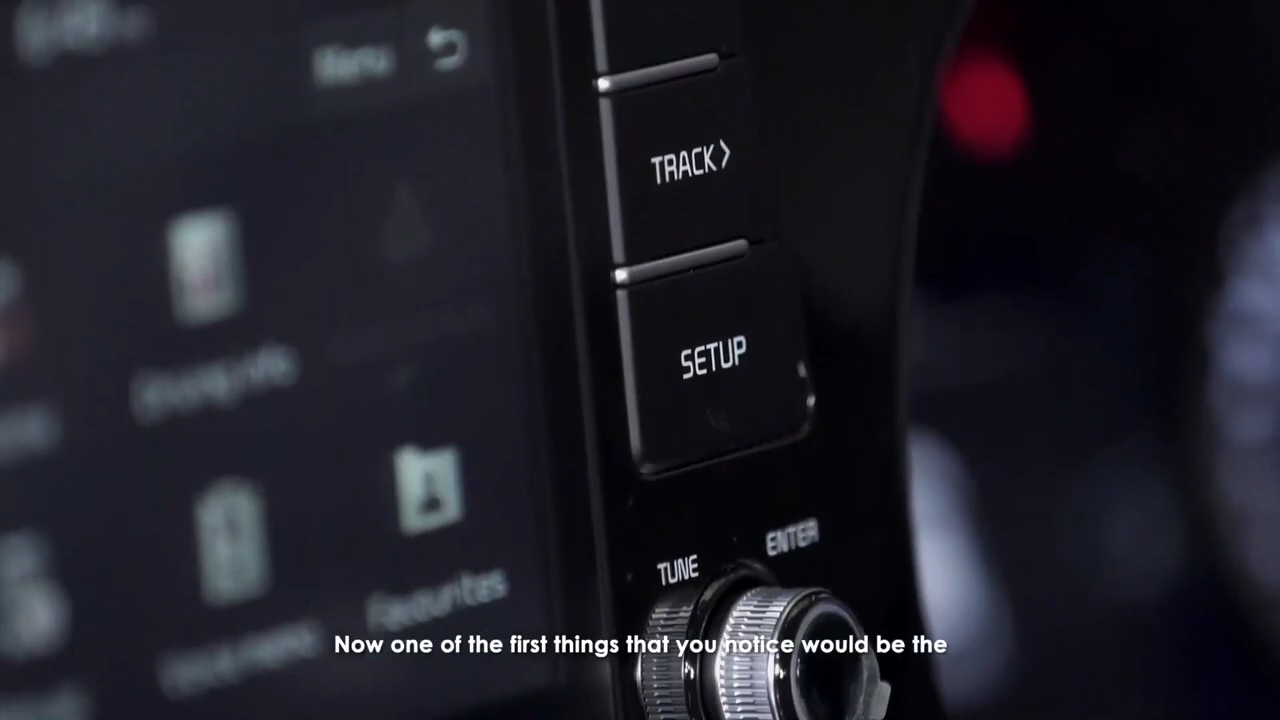 Menu
TRACK>
SETUP
ENTER
TUNE
Favourites
Now one of the first things that you notice would be the